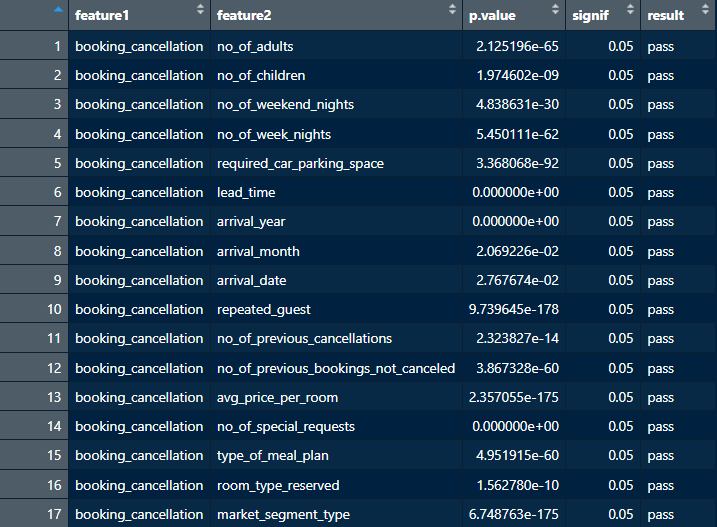 feature1 feature2 p.value signif result
1 booking_cancellation no_of_adults 2.125196e-65 0.05 pass
2 booking_cancellation no_of_children 1.974602e-09 0.05 pass
3 booking_cancellation no_of_weekend_nights 4.838631e-30 0.05 pass
4 booking_cancellation no_of_week_nights 5.450111e-62 0.05 pass
5 booking_cancellation required_car_parking_space 3.368068e-92 0.05 pass
6 booking_cancellation lead_time 0.000000e+00 0.05 pass
7 booking_cancellation arrival_year 0.000000e+00 0.05 pass
8 booking_cancellation arrival_month 2.069226e-02 0.05 pass
9 booking_cancellation arrival_date 2.767674e-02 0.05 pass
10 booking_cancellation repeated_guest 9.739645e-178 0.05 pass
11 booking_cancellation no_of_previous_cancellations 2.323827e-14 0.05 pass
12 booking_cancellation no_of_previous_bookings_not_canceled 3.867328e-60 0.05 pass
13 booking_cancellation avg_price_per_room 2.357055e-175 0.05 pass
14 booking_cancellation no_of_special_requests 0.000000e+00 0.05 pass
15 booking_cancellation type_of_meal_plan 4.951915e-60 0.05 pass
16 booking_cancellation room_type_reserved 1.562780e-10 0.05 pass
17 booking_cancellation market_segment_type 6.748763e-175 0.05 pass